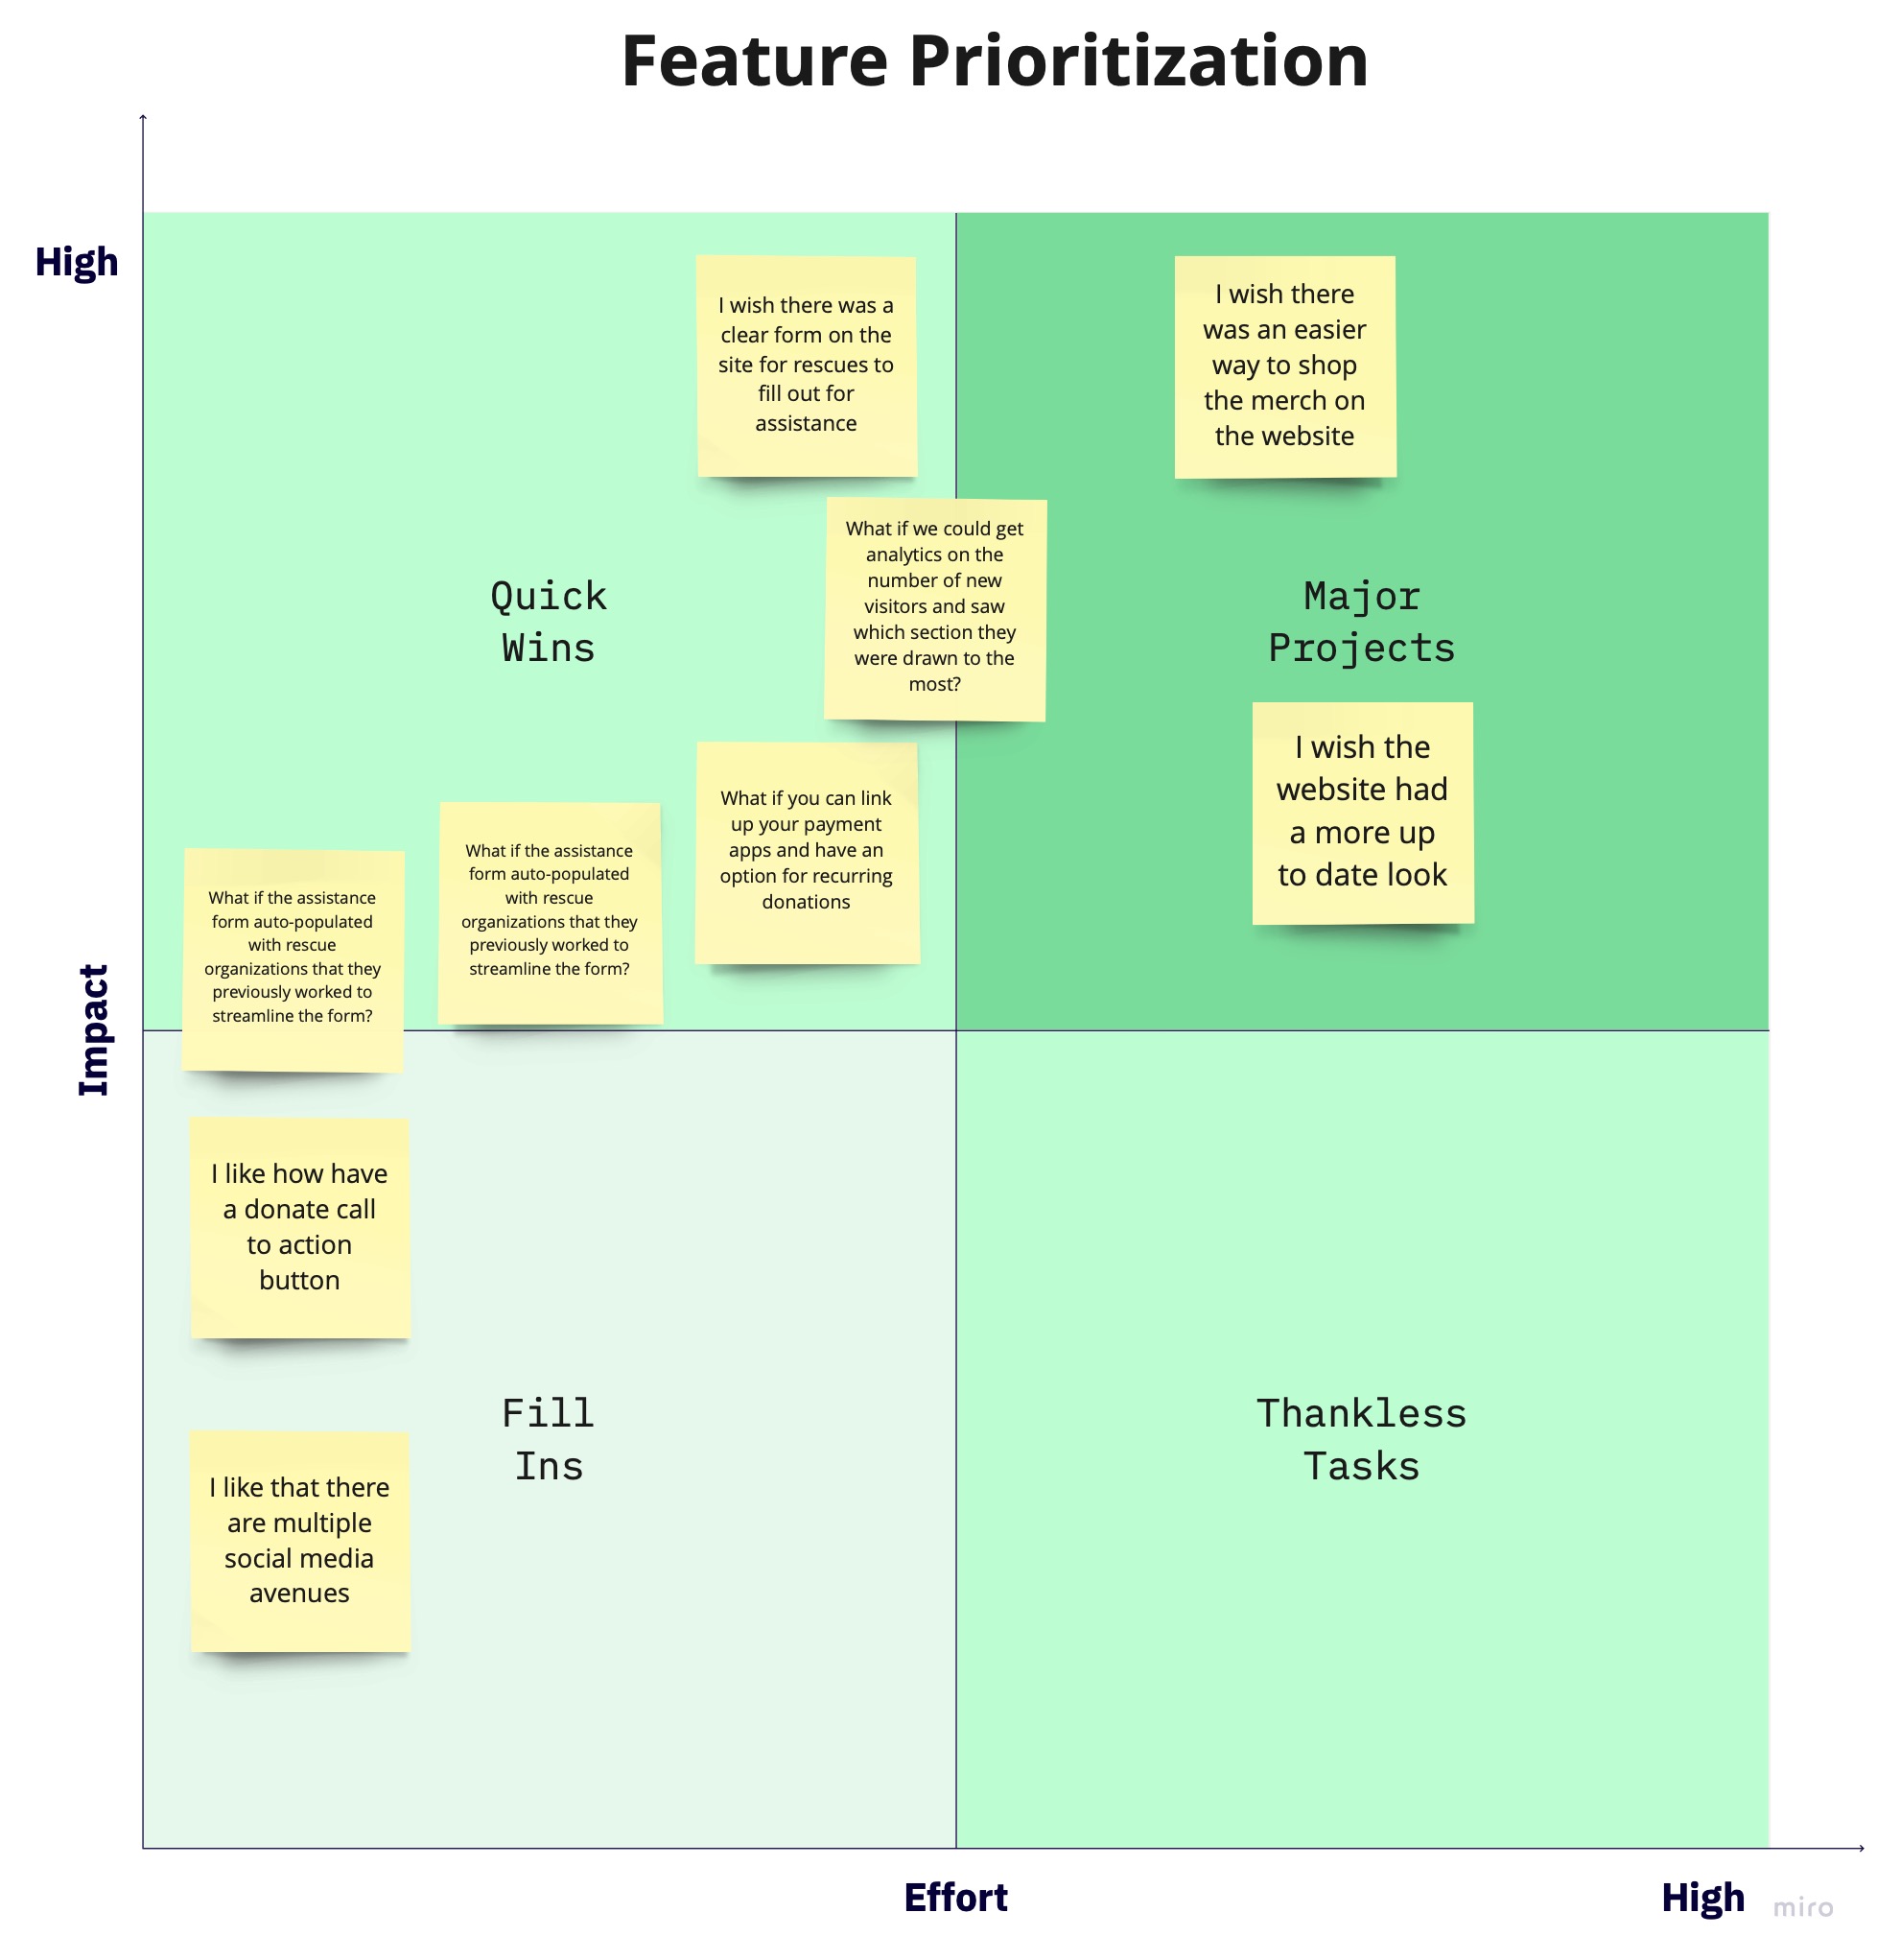 Feature Prioritization
High
I wish there was a
clear form on the
site for rescues to
fill out for
assistance
I wish there
was an easier
way to shop
the merch on
the website
What if we could get
analytics on the
number of new
visitors and saw
which section they
were drawn to the
most?
Quick
Wins
Major
Projects
I wish the
website had
a more up
to date look
What if you can link
up your payment
apps and have an
option for recurring
donations
What if the assistance
form auto-populated
with rescue
organizations that they
previously worked to
streamline the form?
What if the assistance
form auto-populated
with rescue
organizations that they
previously worked to
streamline the form?
Impact
I like how have
a donate call
to action
button
Fill
Ins
Thankless
Tasks
I like that there
are multiple
social media
avenues
Effort
High
miro